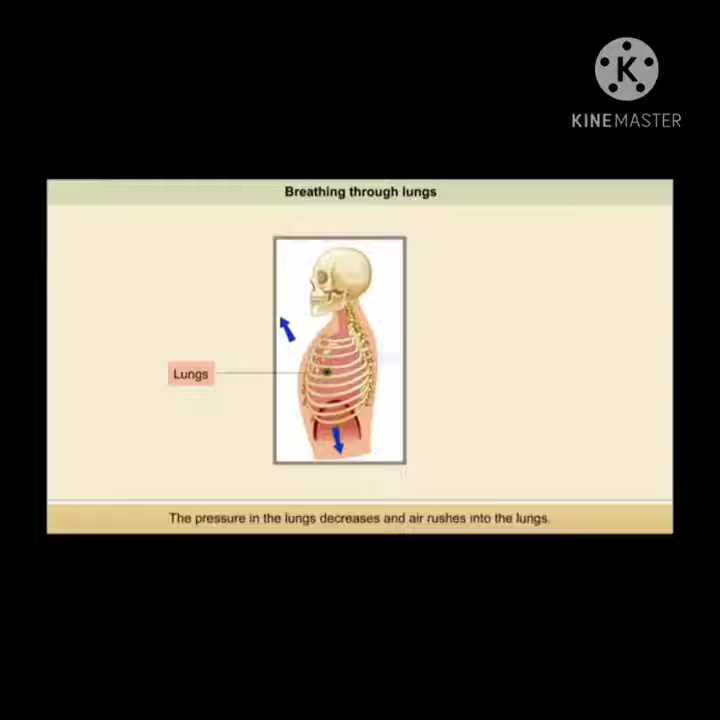 K
KINEMASTER
Breathing through lungs
Lungs
The pressure in the lungs decreases and air rushes into the lungs.